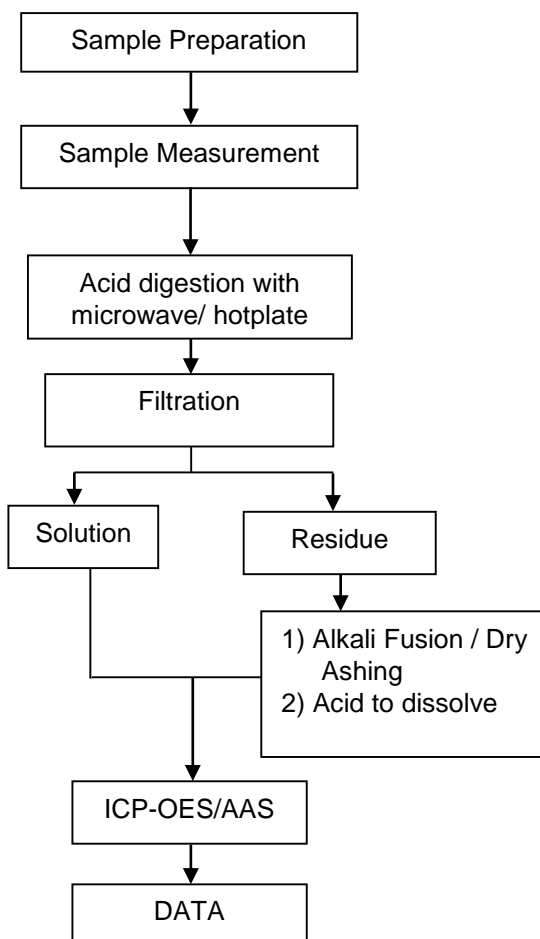 Sample Preparation
Sample Measurement
Acid digestion with
microwave/ hotplate
Filtration
Solution
Residue
1) Alkali Fusion / Dry
Ashing
2) Acid to dissolve
ICP-OES/AAS
DATA